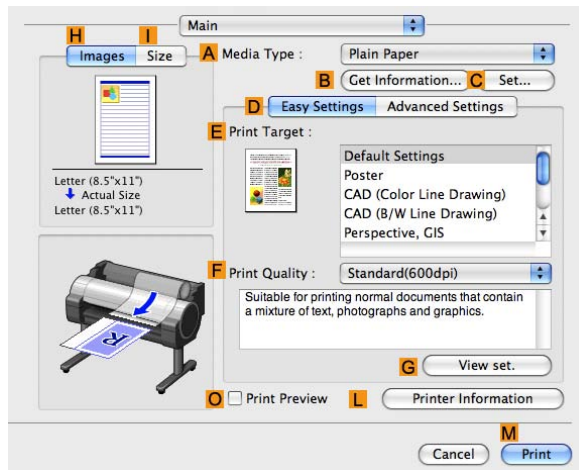 Main
H I
Images Size
A Media Type : Plain Paper
B Get Information... C Set...
D Easy Settings Advanced Settings
E Print Target :
Default Settings
Poster
CAD (Color Line Drawing)
CAD (B/W Line Drawing)
Perspective, GIS
Letter (8.5"x11")
Actual Size
Letter (8.5"x11")
F Print Quality : Standard(600dpi)
Suitable for printing normal documents that contain
a mixture of text, photographs and graphics.
G View set.
O Print Preview L Printer Information
M
Cancel Print